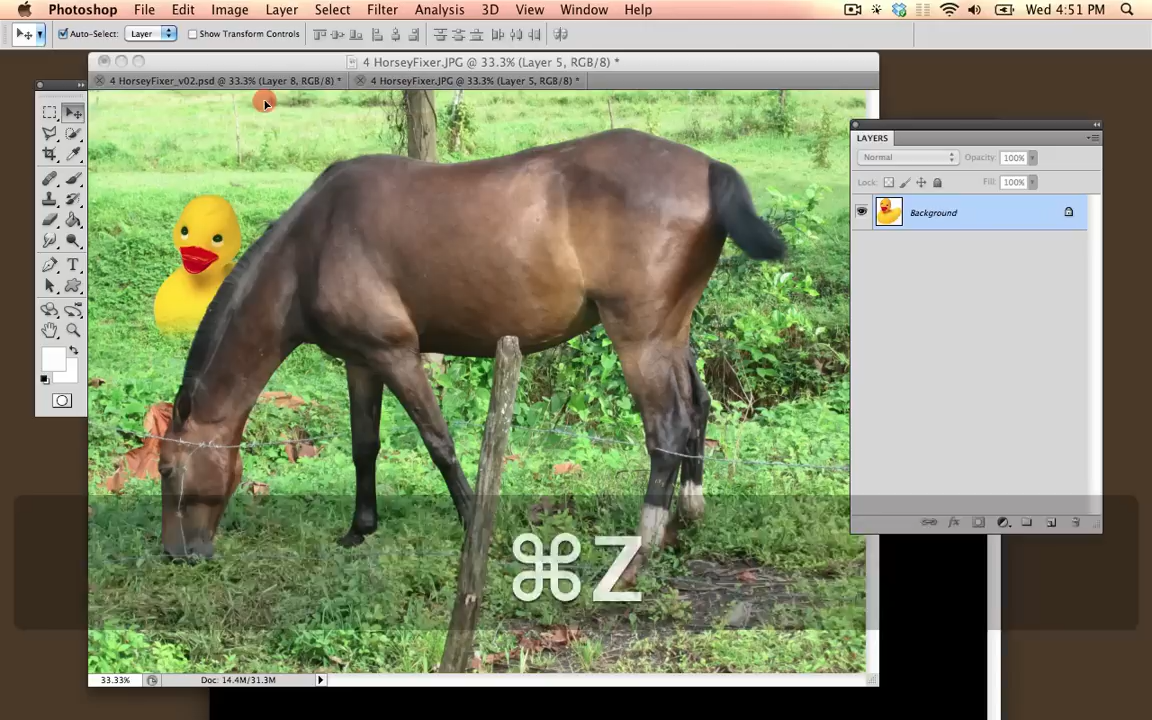 Photoshop File Edit Image Layer Select Filter Analysis 3D View Window Help Wed 4:51 PM
Auto-Select: Layer Show Transform Controls
4 HorseyFixer.JPG @ 33.3% (Layer 5, RGB/8) *
4 HorseyFixer_v02.psd @ 33.3% (Layer 8, RGB/8) * 4 HorseyFixer.JPG @ 33.3% (Layer 5, RGB/8) *
LAYERS
Normal Opacity: 100%
Lock: Fill: 100%
Background
⌘Z
33.33% Doc: 14.4M/31.3M